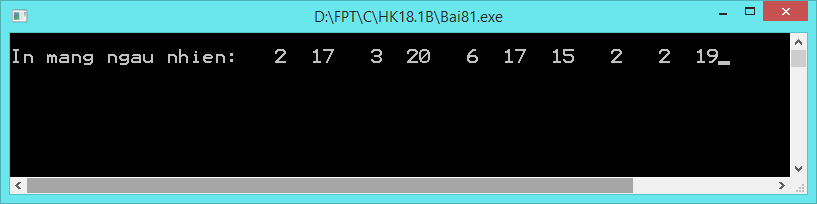 D:\FPT\C\HK18.1B\Bai81.exe
In mang ngau nhien:   2  17   3  20   6  17  15   2   2  19